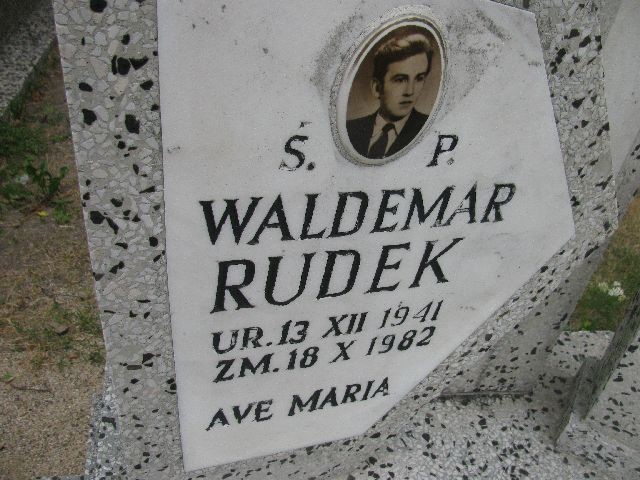 Ś. P.
WALDEMAR
RUDEK
UR. 13 XII 1941
ZM. 18 X 1982
AVE MARIA